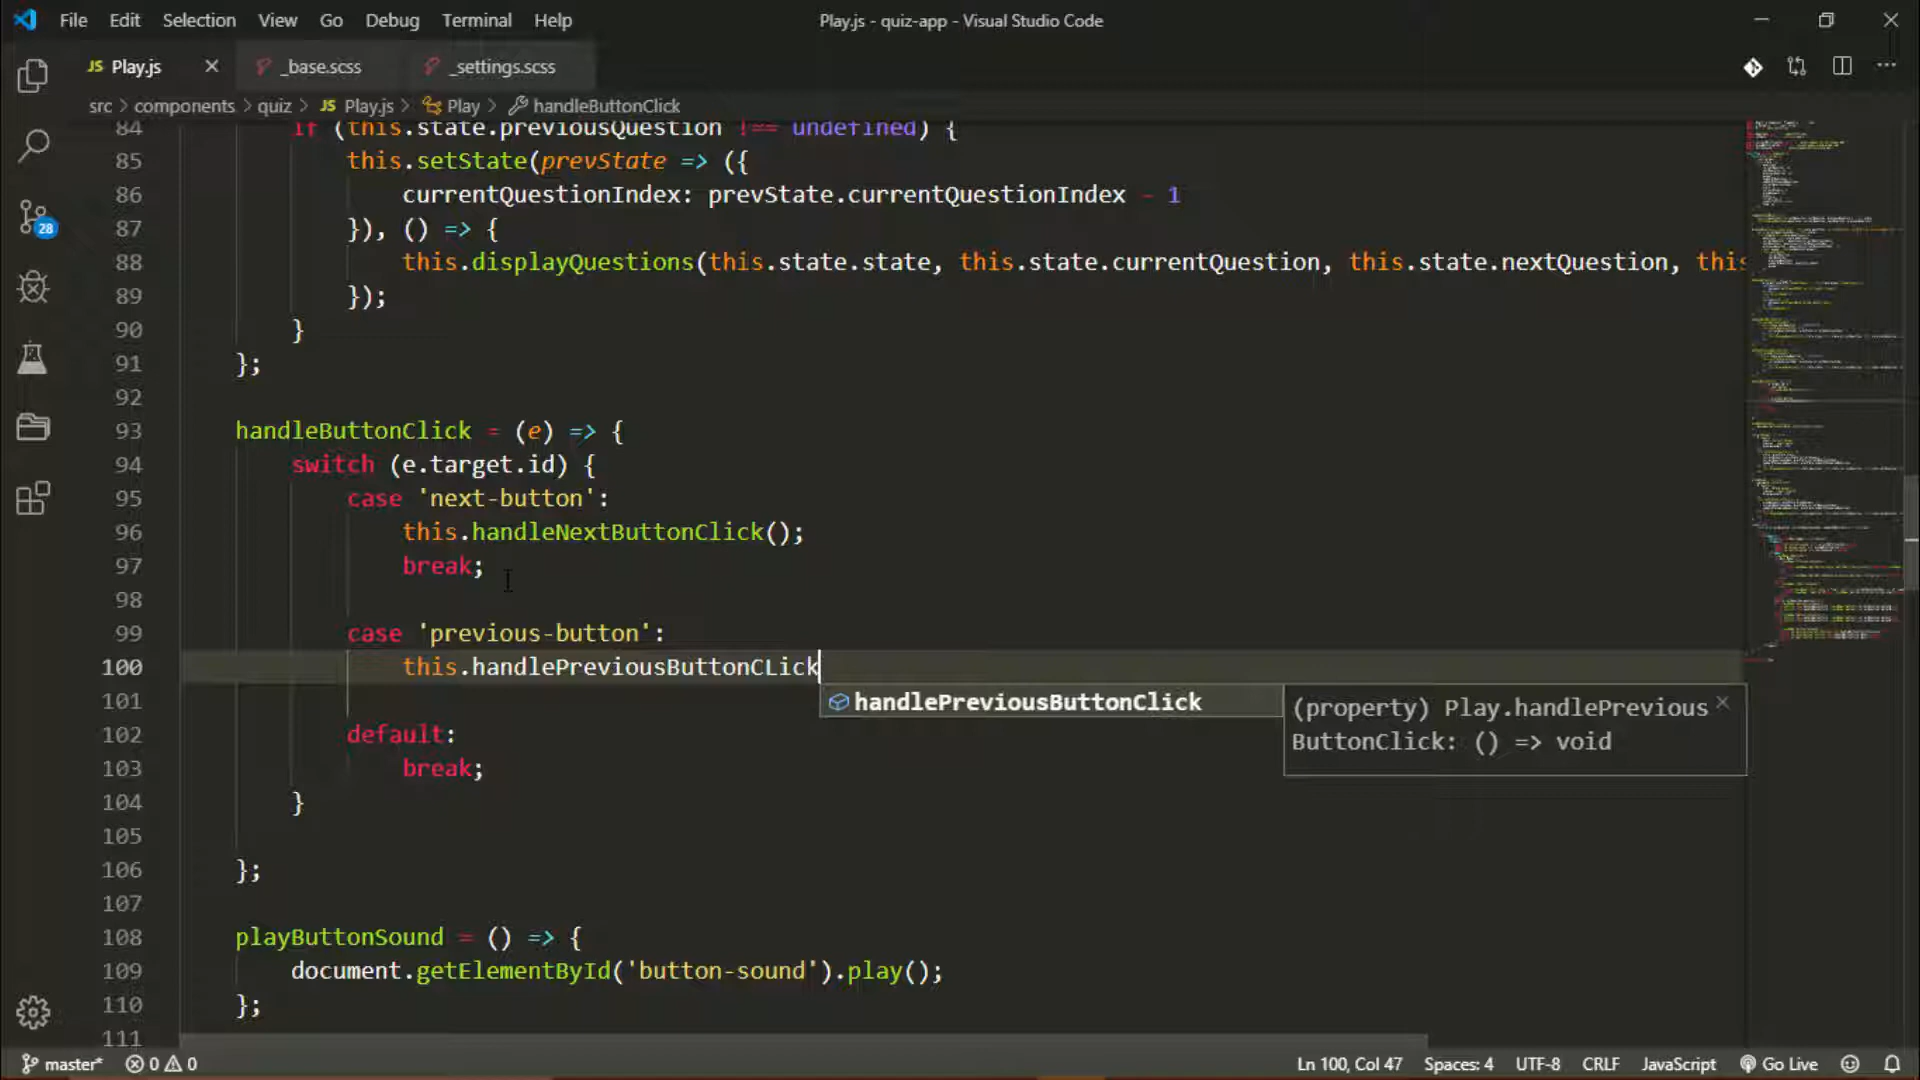 File Edit Selection View Go Debug Terminal Help
Play.js - quiz-app - Visual Studio Code
JS Play.js
_base.scss
_settings.scss
src > components > quiz > JS Play.js > Play > handleButtonClick
84 if (this.state.previousQuestion !== undefined) {
85 this.setState(prevState => ({
86 currentQuestionIndex: prevState.currentQuestionIndex - 1
87 }), () => {
88 this.displayQuestions(this.state.state, this.state.currentQuestion, this.state.nextQuestion, this
89 });
90 }
91 };
92
93 handleButtonClick = (e) => {
94 switch (e.target.id) {
95 case 'next-button':
96 this.handleNextButtonClick();
97 break;
98
99 case 'previous-button':
100 this.handlePreviousButtonCLick
handlePreviousButtonClick
(property) Play.handlePrevious
ButtonClick: () => void
101
102 default:
103 break;
104 }
105
106 };
107
108 playButtonSound = () => {
109 document.getElementById('button-sound').play();
110 };
111
28
master* 0 0
Ln 100, Col 47 Spaces: 4 UTF-8 CRLF JavaScript Go Live